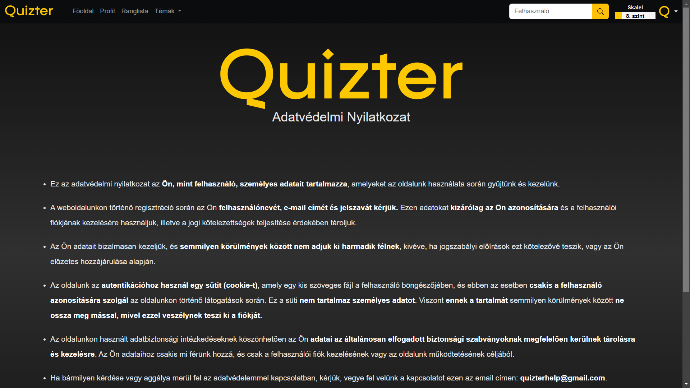 Quizter Főoldal Profil Ranglista Témák Felhasználó Skalel
8. szint
Quizter
Adatvédelmi Nyilatkozat
Ez az adatvédelmi nyilatkozat az Ön, mint felhasználó, személyes adatait tartalmazza, amelyeket az oldalunk használata során gyűjtünk és kezelünk.
A weboldalunkon történő regisztráció során az Ön felhasználónevét, e-mail címét és jelszavát kérjük. Ezen adatokat kizárólag az Ön azonosítására és a felhasználói
fiókjának kezelésére használjuk, illetve a jogi kötelezettségek teljesítése érdekében tároljuk.
Az Ön adatait bizalmasan kezeljük, és semmilyen körülmények között nem adjuk ki harmadik félnek, kivéve, ha jogszabályi előírások ezt kötelezővé teszik, vagy az Ön
előzetes hozzájárulása alapján.
Az oldalunk az autentikációhoz használ egy sütit (cookie-t), amely egy kis szöveges fájl a felhasználó böngészőjében, és ebben az esetben csakis a felhasználó
azonosítására szolgál az oldalunkon történő látogatások során. Ez a süti nem tartalmaz személyes adatot. Viszont ennek a tartalmát semmilyen körülmények között ne
ossza meg mással, mivel ezzel veszélynek teszi ki a fiókját.
Az oldalunkon használt adatbiztonsági intézkedéseknek köszönhetően az Ön adatai az általánosan elfogadott biztonsági szabványoknak megfelelően kerülnek tárolásra
és kezelésre. Az Ön adataihoz csakis mi férünk hozzá, és csak a felhasználói fiók kezelésének vagy az oldalunk működtetésének céljából.
Ha bármilyen kérdése vagy aggálya merül fel az adatvédelemmel kapcsolatban, kérjük, vegye fel velünk a kapcsolatot ezen az email címen: quizterhelp@gmail.com.